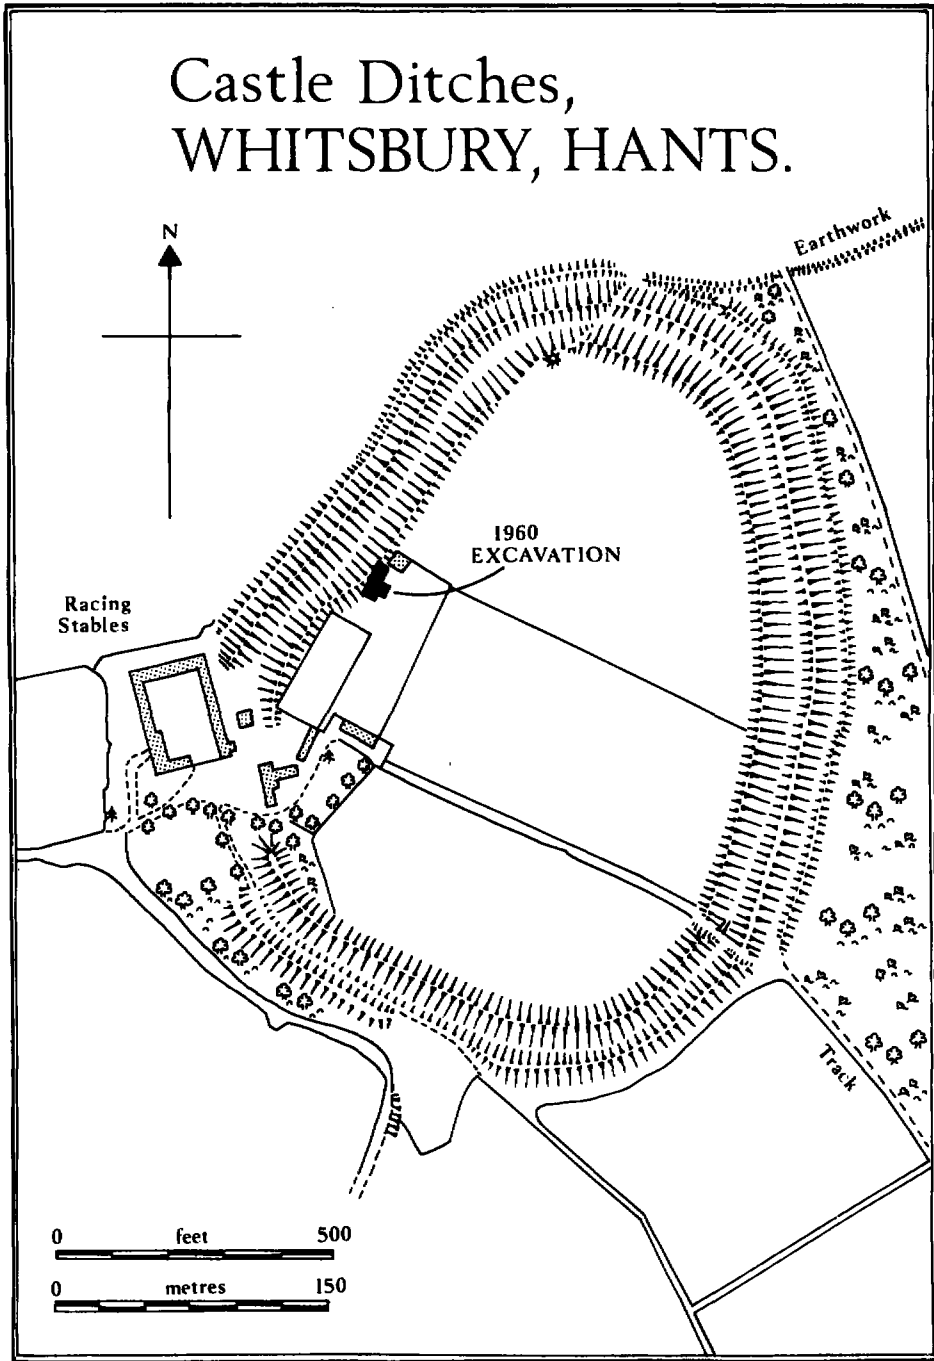 Castle Ditches,
WHITSBURY, HANTS.
N
Earthwork
1960
EXCAVATION
Racing
Stables
Track
0 feet 500
0 metres 150